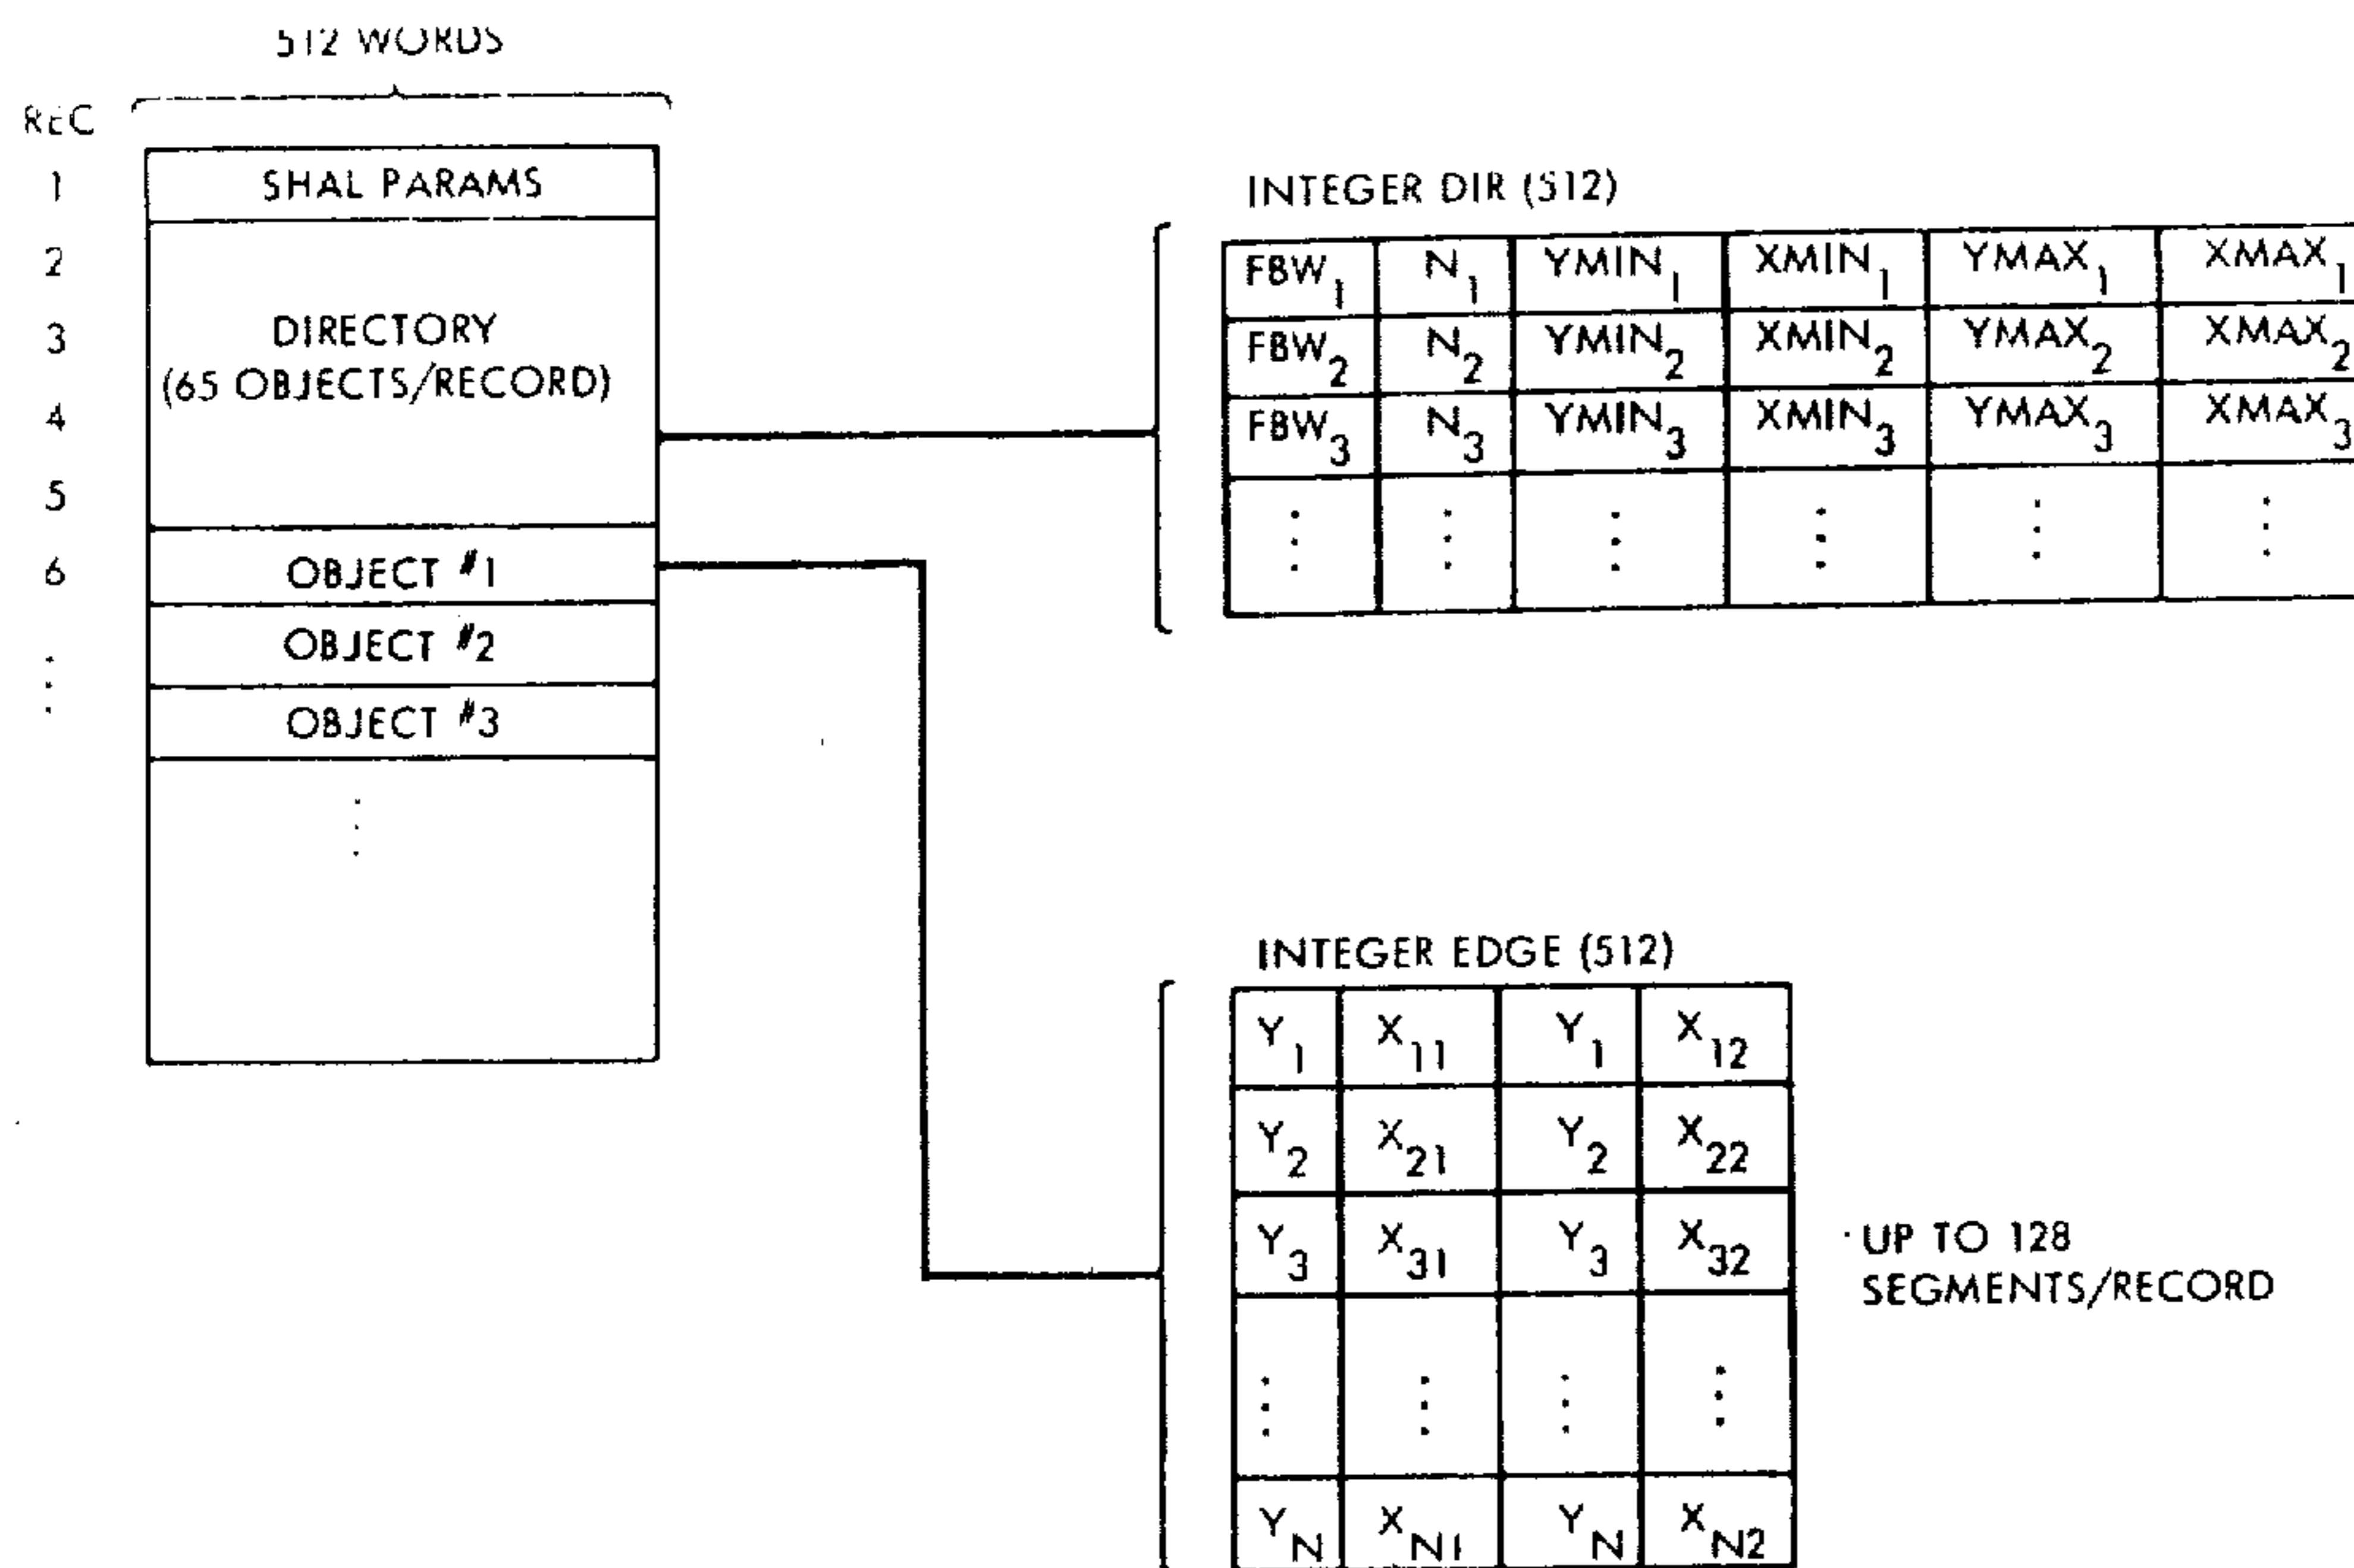 512 WORDS
REC
1 SHAL PARAMS
2
3 DIRECTORY
(65 OBJECTS/RECORD)
4
5
6 OBJECT #1
OBJECT #2
OBJECT #3
INTEGER DIR (512)
FBW1 N1 YMIN1 XMIN1 YMAX1 XMAX1
FBW2 N2 YMIN2 XMIN2 YMAX2 XMAX2
FBW3 N3 YMIN3 XMIN3 YMAX3 XMAX3
INTEGER EDGE (512)
Y1 X11 Y1 X12
Y2 X21 Y2 X22
Y3 X31 Y3 X32
YN XN1 YN XN2
UP TO 128
SEGMENTS/RECORD